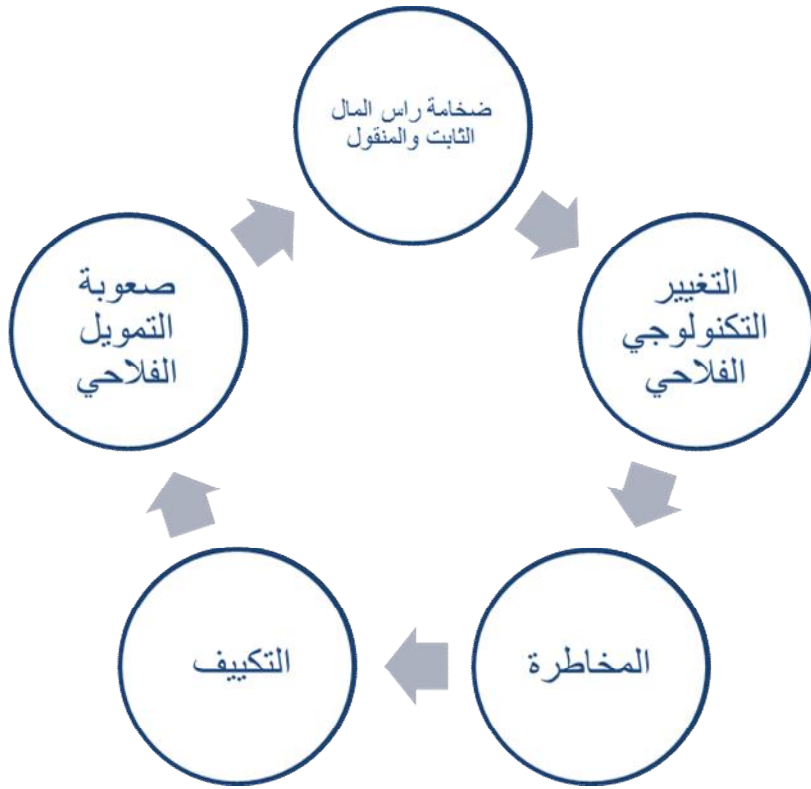 ضخامة راس المال
الثابت والمنقول
التغيير
التكنولوجي
الفلاحي
المخاطرة
التكييف
صعوبة
التمويل
الفلاحي